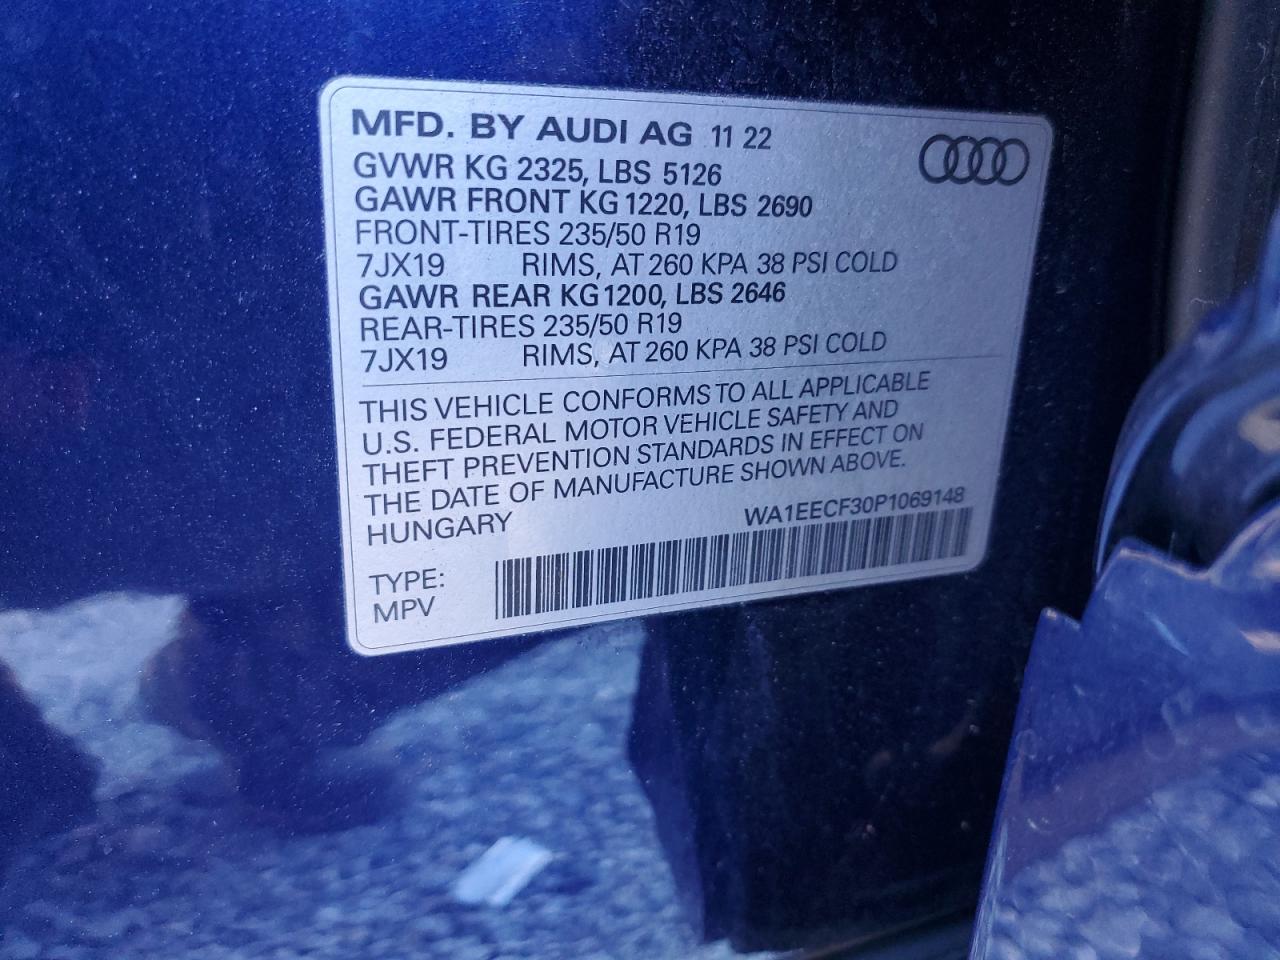 MFD. BY AUDI AG 11 22
GVWR KG 2325, LBS 5126
GAWR FRONT KG 1220, LBS 2690
FRONT-TIRES 235/50 R19
7JX19 RIMS, AT 260 KPA 38 PSI COLD
GAWR REAR KG 1200, LBS 2646
REAR-TIRES 235/50 R19
7JX19 RIMS, AT 260 KPA 38 PSI COLD
THIS VEHICLE CONFORMS TO ALL APPLICABLE
U.S. FEDERAL MOTOR VEHICLE SAFETY AND
THEFT PREVENTION STANDARDS IN EFFECT ON
THE DATE OF MANUFACTURE SHOWN ABOVE.
HUNGARY WA1EECF30P1069148
TYPE:
MPV